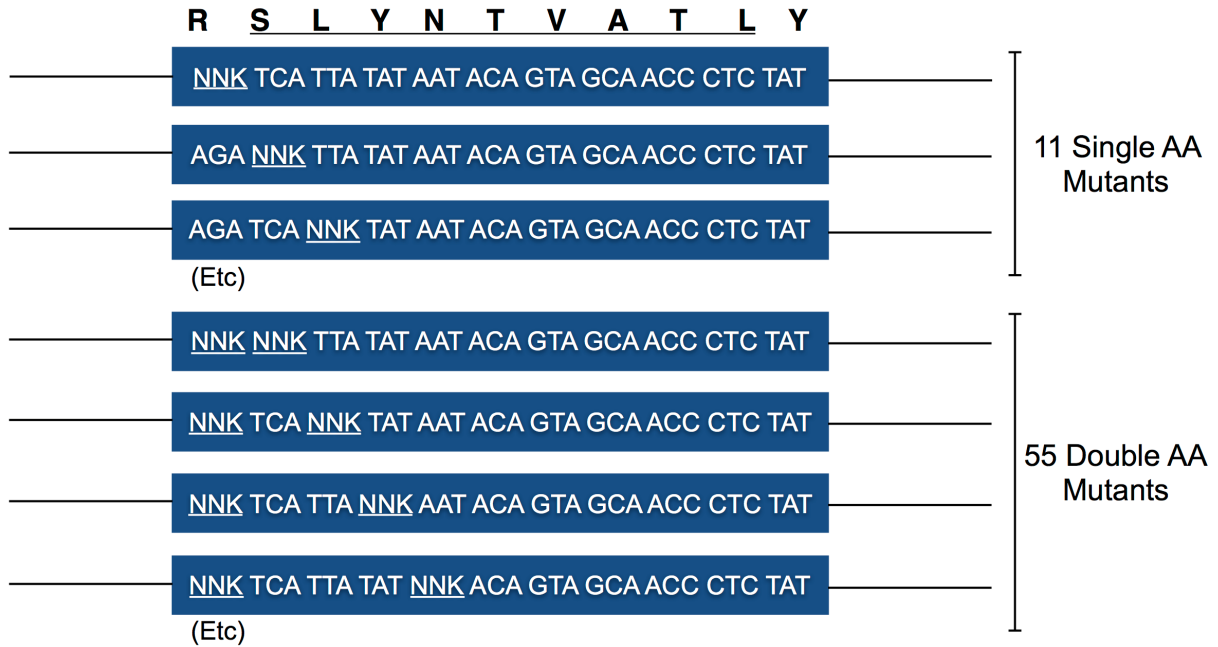 R S L Y N T V A T L Y
NNK TCA TTA TAT AAT ACA GTA GCA ACC CTC TAT
AGA NNK TTA TAT AAT ACA GTA GCA ACC CTC TAT
AGA TCA NNK TAT AAT ACA GTA GCA ACC CTC TAT
(Etc)
11 Single AA
Mutants
NNK NNK TTA TAT AAT ACA GTA GCA ACC CTC TAT
NNK TCA NNK TAT AAT ACA GTA GCA ACC CTC TAT
NNK TCA TTA NNK AAT ACA GTA GCA ACC CTC TAT
NNK TCA TTA TAT NNK ACA GTA GCA ACC CTC TAT
(Etc)
55 Double AA
Mutants